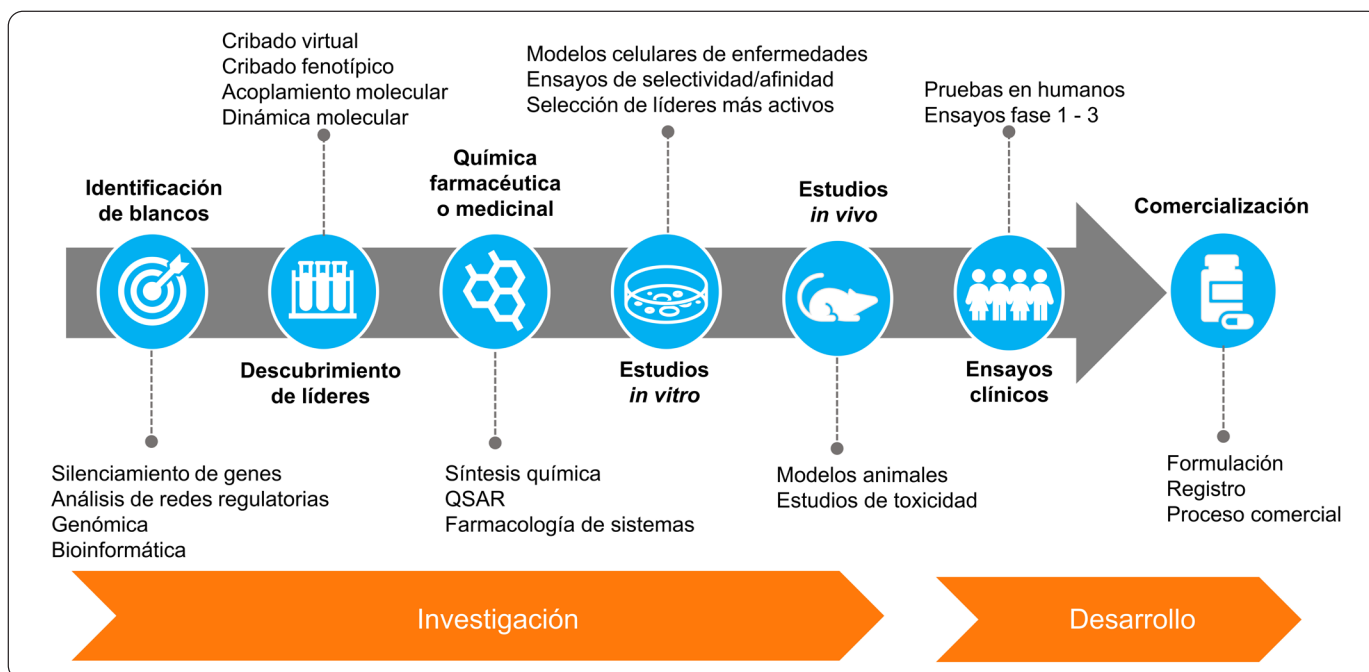 Cribado virtual
Cribado fenotípico
Acoplamiento molecular
Dinámica molecular
Modelos celulares de enfermedades
Ensayos de selectividad/afinidad
Selección de líderes más activos
Pruebas en humanos
Ensayos fase 1 - 3
Identificación
de blancos
Química
farmacéutica
o medicinal
Estudios
in vivo
Comercialización
Descubrimiento
de líderes
Estudios
in vitro
Ensayos
clínicos
Silenciamiento de genes
Análisis de redes regulatorias
Genómica
Bioinformática
Síntesis química
QSAR
Farmacología de sistemas
Modelos animales
Estudios de toxicidad
Formulación
Registro
Proceso comercial
Investigación
Desarrollo